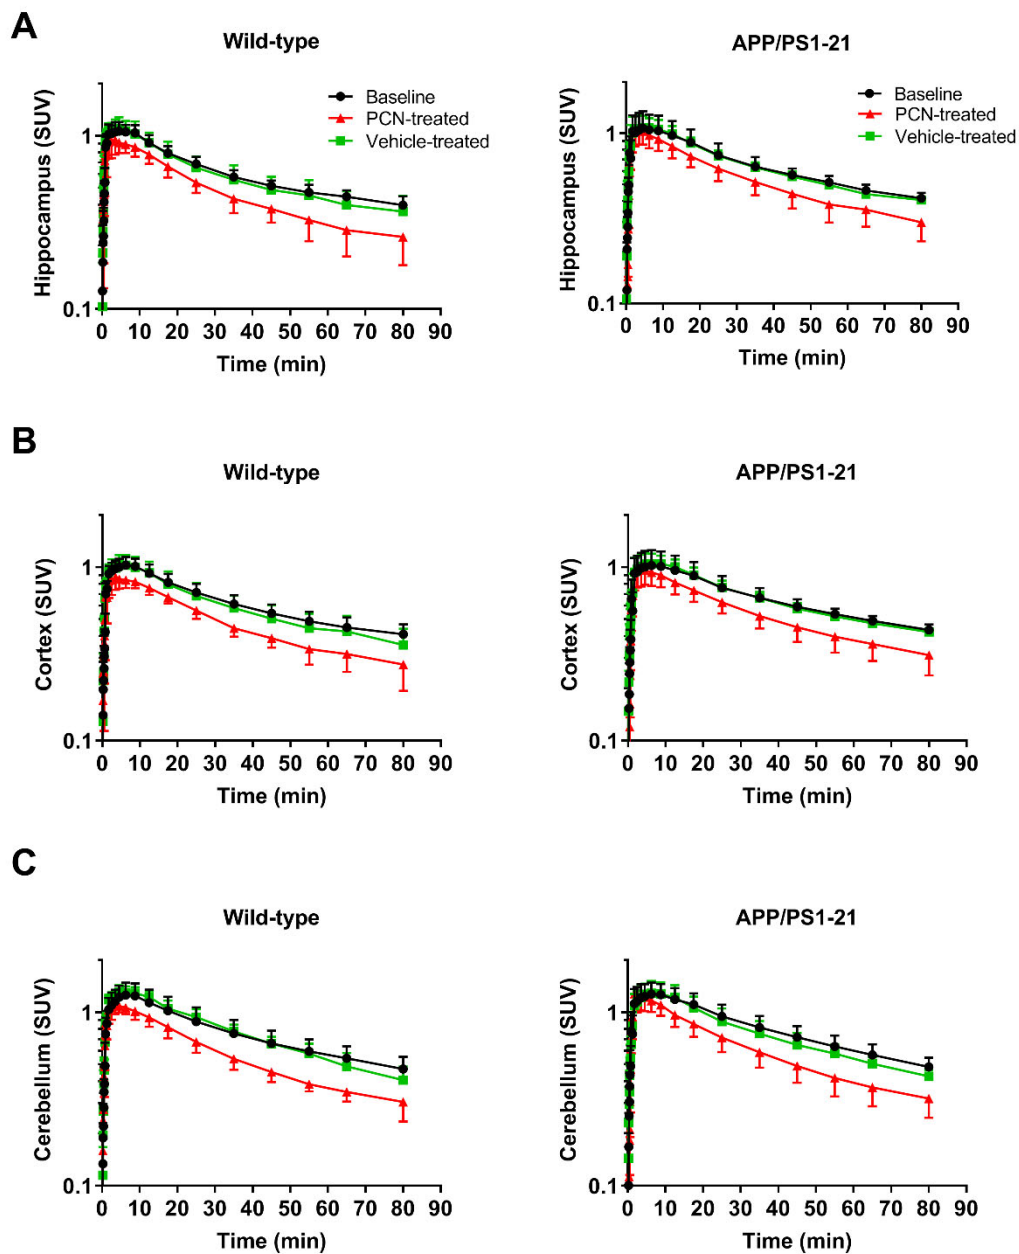 A
Wild-type
Hippocampus (SUV)
1
0.1
Baseline
PCN-treated
Vehicle-treated
0 10 20 30 40 50 60 70 80 90
Time (min)
APP/PS1-21
Hippocampus (SUV)
1
0.1
Baseline
PCN-treated
Vehicle-treated
0 10 20 30 40 50 60 70 80 90
Time (min)
B
Wild-type
Cortex (SUV)
1
0.1
0 10 20 30 40 50 60 70 80 90
Time (min)
APP/PS1-21
Cortex (SUV)
1
0.1
0 10 20 30 40 50 60 70 80 90
Time (min)
C
Wild-type
Cerebellum (SUV)
1
0.1
0 10 20 30 40 50 60 70 80 90
Time (min)
APP/PS1-21
Cerebellum (SUV)
1
0.1
0 10 20 30 40 50 60 70 80 90
Time (min)